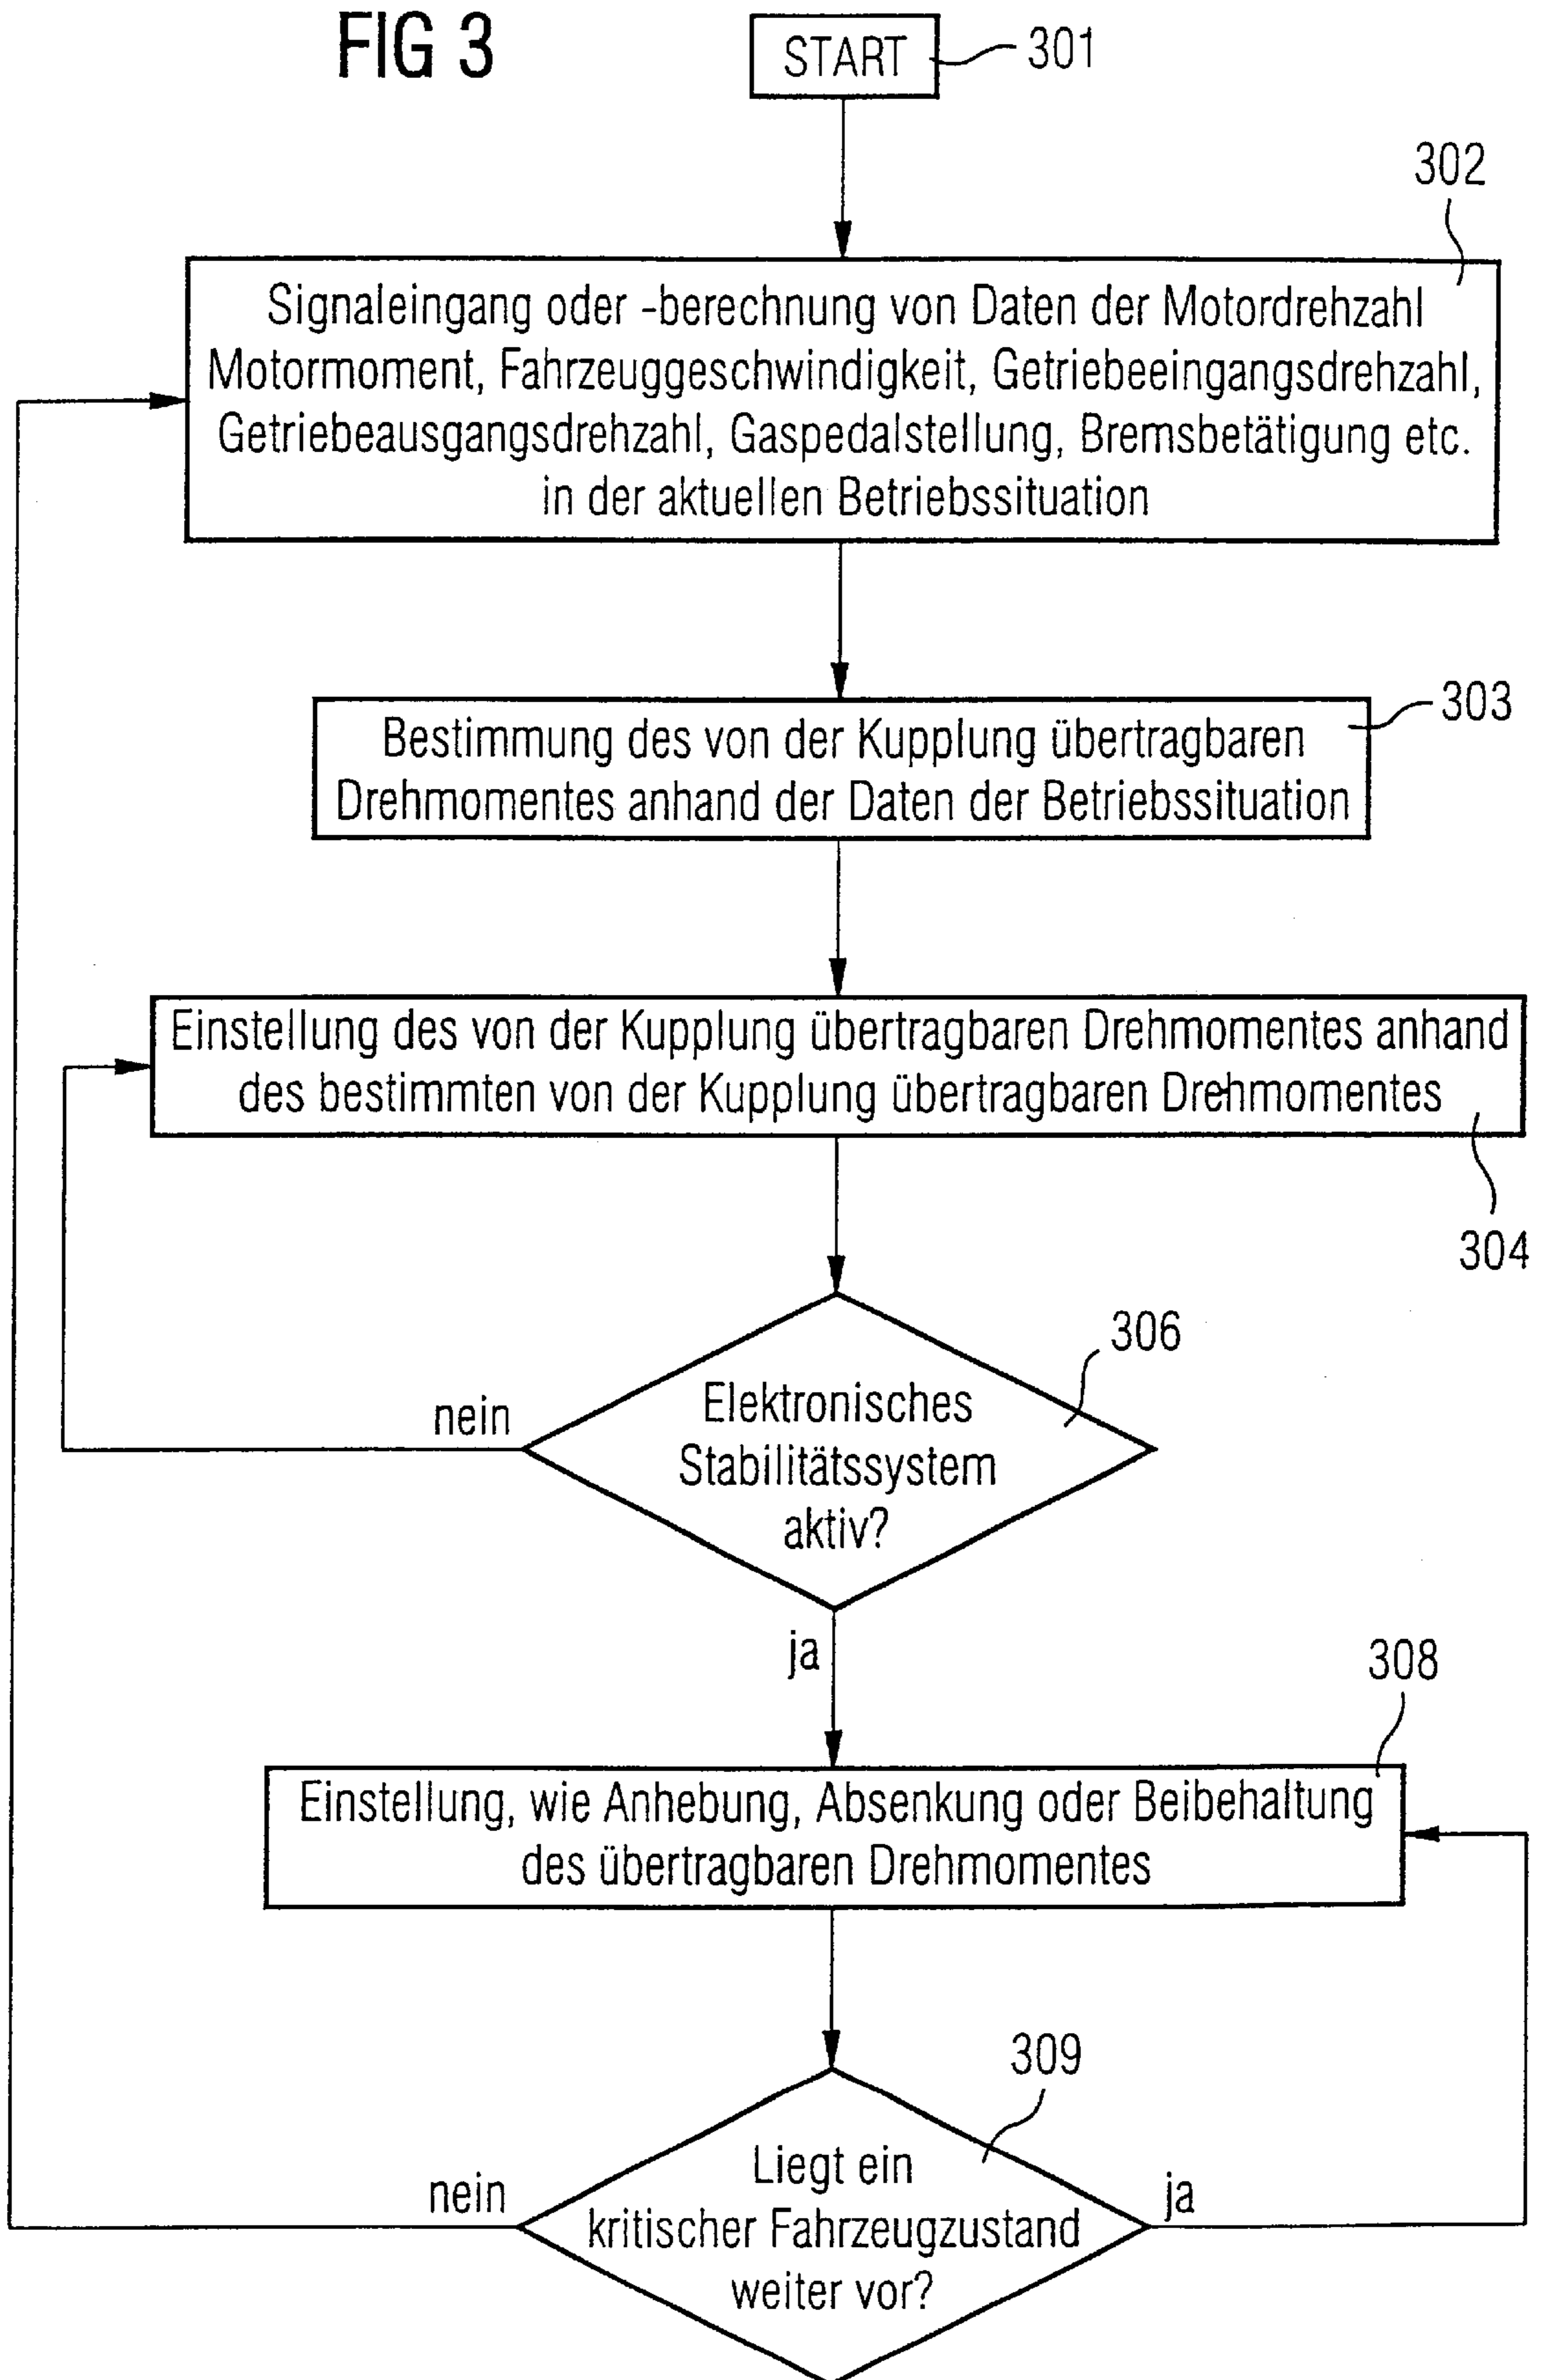 FIG 3
START
301
302
Signaleingang oder -berechnung von Daten der Motordrehzahl
Motormoment, Fahrzeuggeschwindigkeit, Getriebeeingangsdrehzahl,
Getriebeausgangsdrehzahl, Gaspedalstellung, Bremsbetätigung etc.
in der aktuellen Betriebssituation
303
Bestimmung des von der Kupplung übertragbaren
Drehmomentes anhand der Daten der Betriebssituation
Einstellung des von der Kupplung übertragbaren Drehmomentes anhand
des bestimmten von der Kupplung übertragbaren Drehmomentes
304
306
nein
Elektronisches
Stabilitätssystem
aktiv?
ja
308
Einstellung, wie Anhebung, Absenkung oder Beibehaltung
des übertragbaren Drehmomentes
309
nein
Liegt ein
kritischer Fahrzeugzustand
weiter vor?
ja